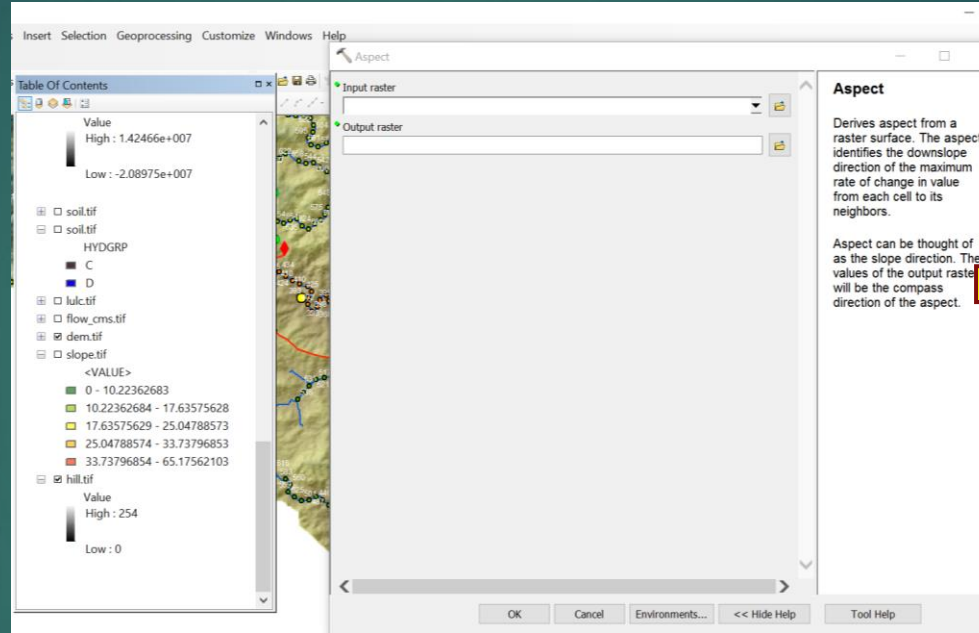 Insert Selection Geoprocessing Customize Windows Help
Aspect
Table Of Contents
Value
High : 1.42466e+007
Low : -2.08975e+007
soil.tif
soil.tif
HYDGRP
C
D
lulc.tif
flow_cms.tif
dem.tif
slope.tif
<VALUE>
0 - 10.22362683
10.22362684 - 17.63575628
17.63575629 - 25.04788573
25.04788574 - 33.73796853
33.73796854 - 65.17562103
hill.tif
Value
High : 254
Low : 0
Input raster
Output raster
OK Cancel Environments... << Hide Help Tool Help
Aspect
Derives aspect from a
raster surface. The aspect
identifies the downslope
direction of the maximum
rate of change in value
from each cell to its
neighbors.
Aspect can be thought of
as the slope direction. The
values of the output raster
will be the compass
direction of the aspect.